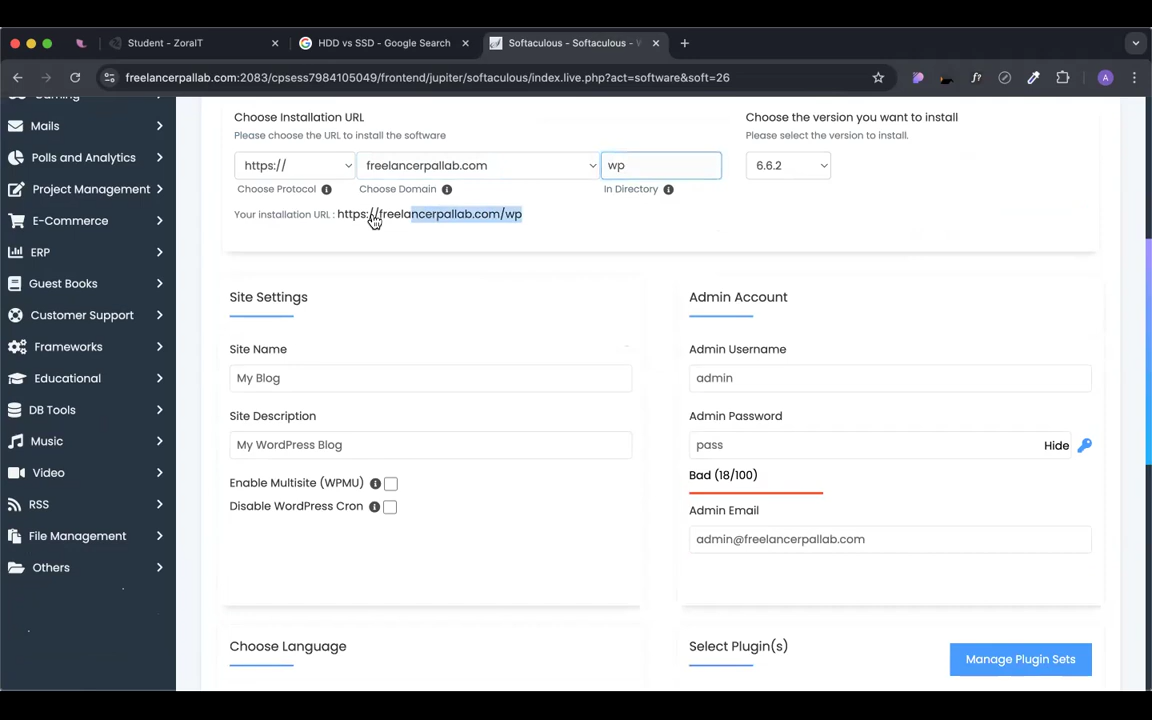 Student - ZoraIT
HDD vs SSD - Google Search
Softaculous - Softaculous - W
freelancerpallab.com:2083/cpsess7984105049/frontend/jupiter/softaculous/index.live.php?act=software&soft=26
A
Mails
Polls and Analytics
Project Management
E-Commerce
ERP
Guest Books
Customer Support
Frameworks
Educational
DB Tools
Music
Video
RSS
File Management
Others
Choose Installation URL
Please choose the URL to install the software
https://
freelancerpallab.com
wp
Choose Protocol
Choose Domain
In Directory
Your installation URL : https://freelancerpallab.com/wp
Choose the version you want to install
Please select the version to install.
6.6.2
Site Settings
Site Name
My Blog
Site Description
My WordPress Blog
Enable Multisite (WPMU)
Disable WordPress Cron
Admin Account
Admin Username
admin
Admin Password
pass
Hide
Bad (18/100)
Admin Email
admin@freelancerpallab.com
Choose Language
Select Plugin(s)
Manage Plugin Sets